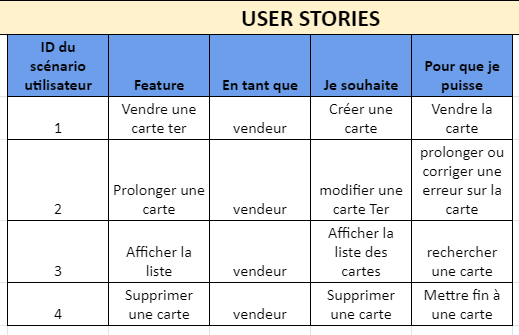 USER STORIES
ID du
scénario
utilisateur
Feature
En tant que
Je souhaite
Pour que je
puisse
1
Vendre une
carte ter
vendeur
Créer une
carte
Vendre la
carte
2
Prolonger une
carte
vendeur
modifier une
carte Ter
prolonger ou
corriger une
erreur sur la
carte
3
Afficher la
liste
vendeur
Afficher la
liste des
cartes
rechercher
une carte
4
Supprimer
une carte
vendeur
Supprimer
une carte
Mettre fin à
une carte